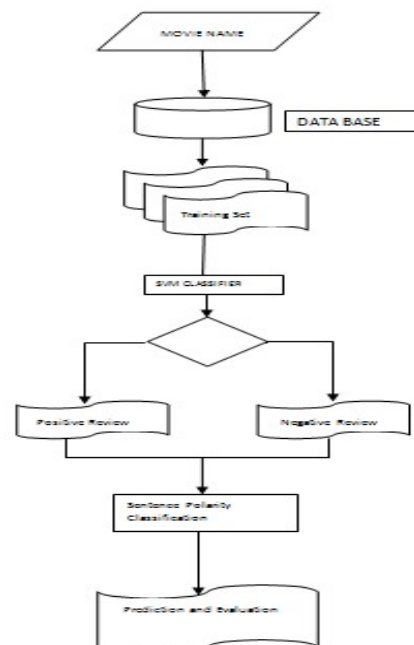 MOVIE NAME
DATA BASE
Training Set
SVM CLASSIFIER
Positive Review
Negative Review
Sentence Polarity
Classification
Prediction and Evaluation